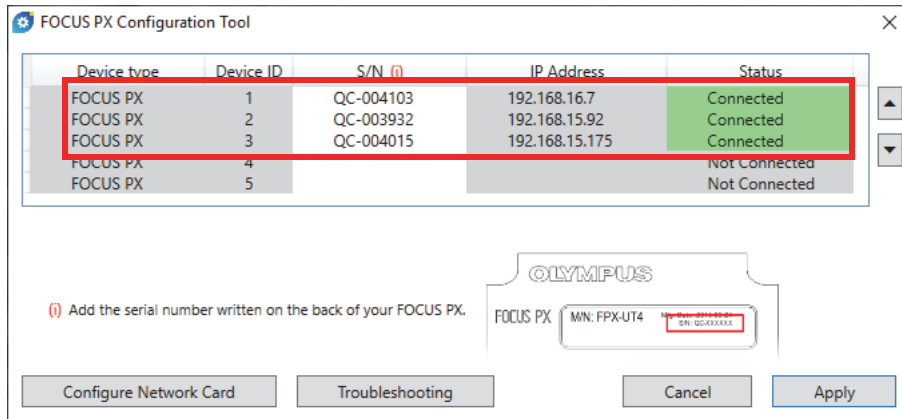 FOCUS PX Configuration Tool
Device type Device ID S/N (i) IP Address Status
FOCUS PX 1 QC-004103 192.168.16.7 Connected
FOCUS PX 2 QC-003932 192.168.15.92 Connected
FOCUS PX 3 QC-004015 192.168.15.175 Connected
FOCUS PX 4 Not Connected
FOCUS PX 5 Not Connected
OLYMPUS
(i) Add the serial number written on the back of your FOCUS PX.
FOCUS PX M/N: FPX-UT4
S/N: QC-XXXXXX
Configure Network Card Troubleshooting Cancel Apply